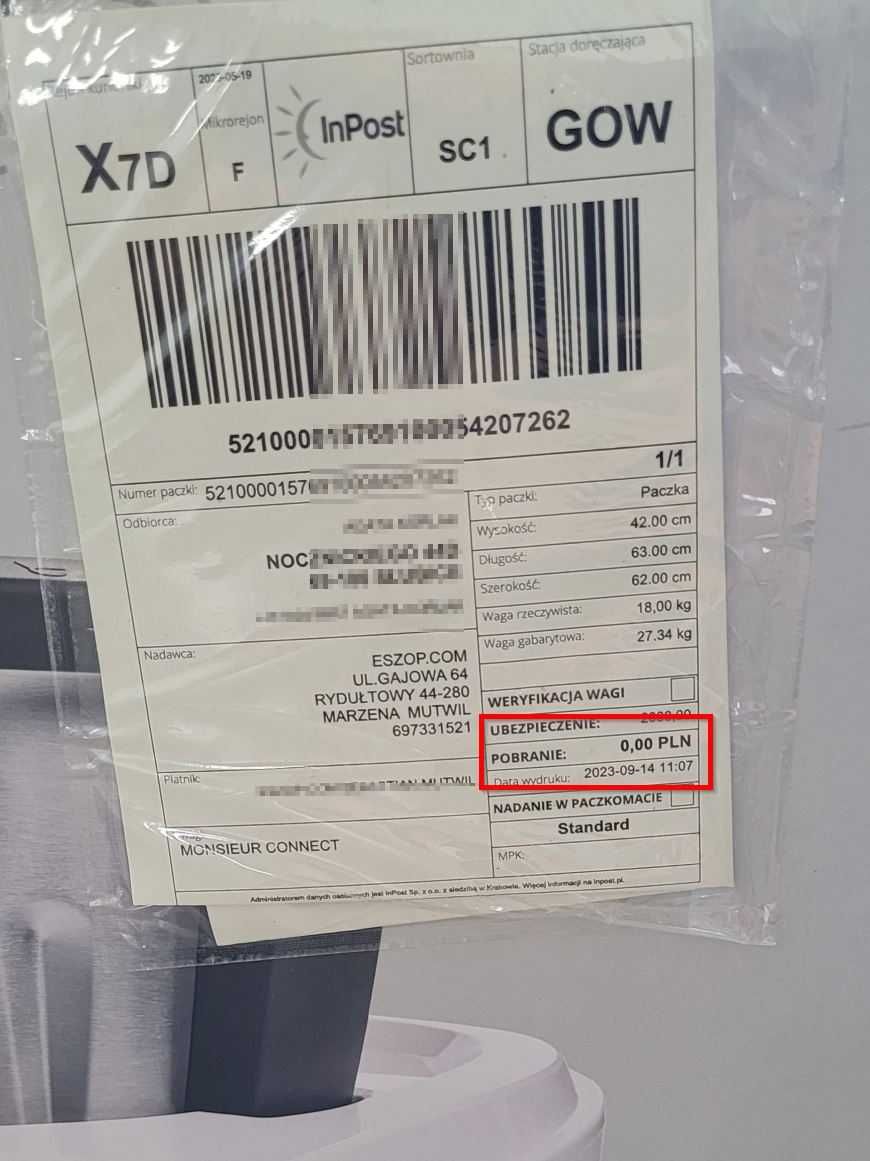 2023-05-19
Sortownia
Stacja doręczająca
X7D
Mikrorejon
F
InPost
SC1
GOW
521000 54207262
1/1
Numer paczki: 5210000157
Odbiorca:
NOC
Typ paczki: Paczka
Wysokość: 42.00 cm
Długość: 63.00 cm
Szerokość: 62.00 cm
Waga rzeczywista: 18,00 kg
Waga gabarytowa: 27.34 kg
Nadawca:
ESZOP.COM
UL.GAJOWA 64
RYDUŁTOWY 44-280
MARZENA MUTWIL
697331521
WERYFIKACJA WAGI
UBEZPIECZENIE:
POBRANIE: 0,00 PLN
Data wydruku: 2023-09-14 11:07
Płatnik:
MUTWIL
NADANIE W PACZKOMACIE
Standard
MONSIEUR CONNECT
MPK:
Administratorem danych osobowych jest InPost Sp. z o.o. z siedzibą w Krakowie. Więcej informacji na inpost.pl.